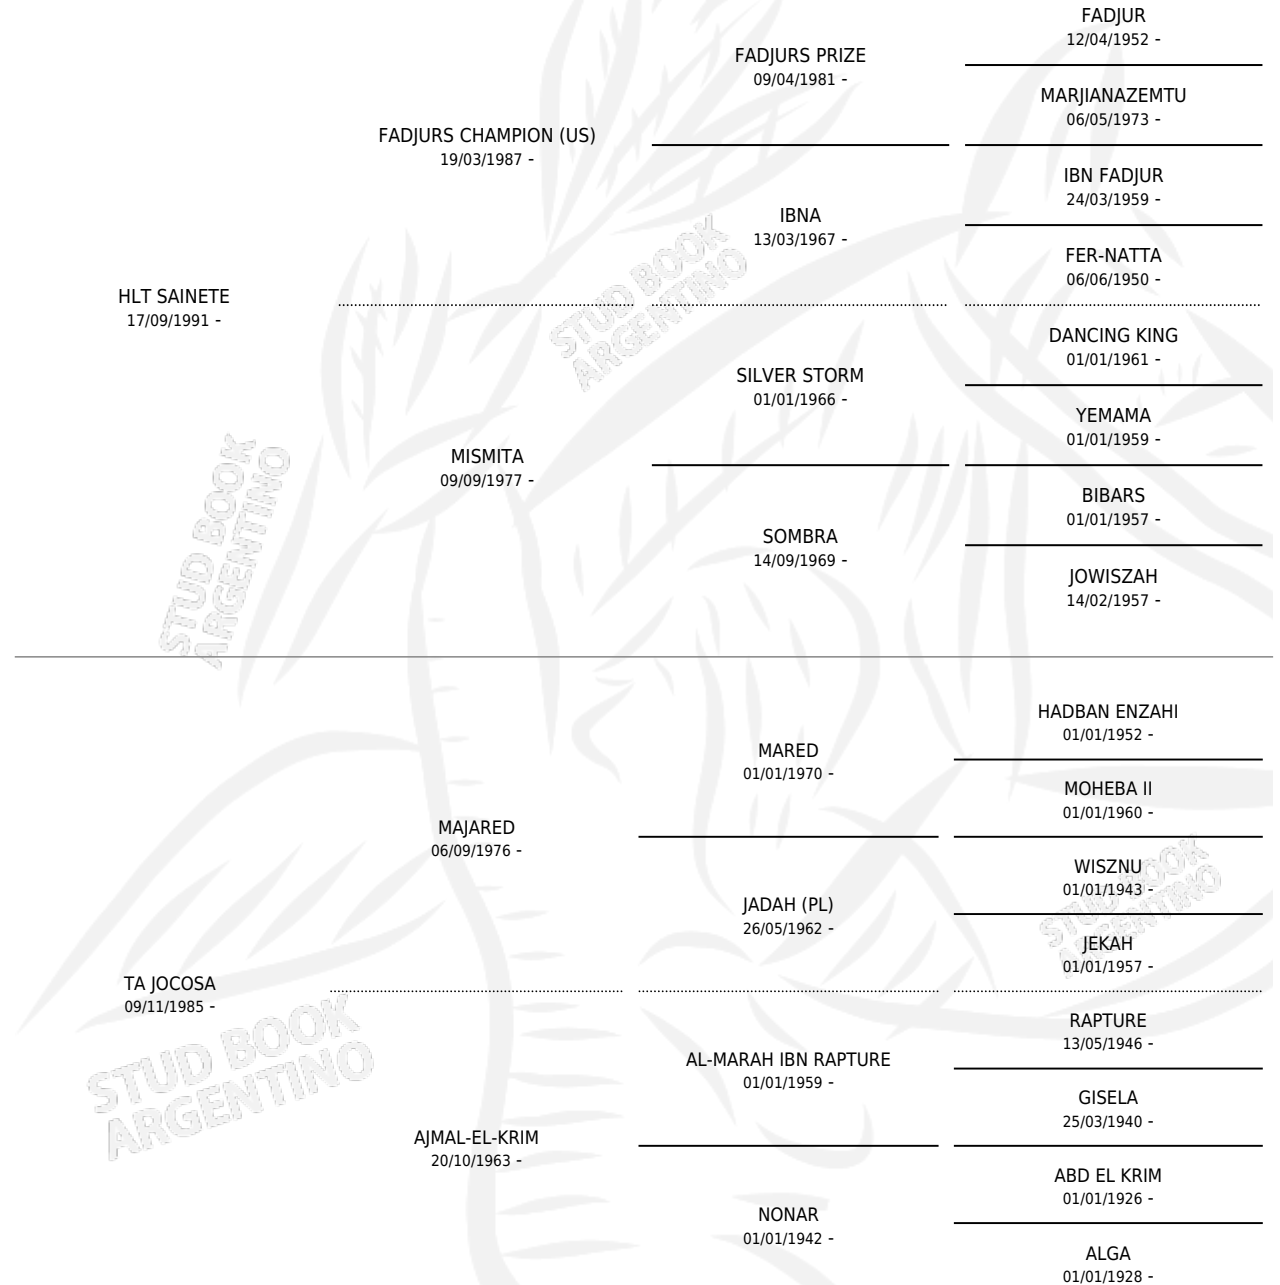 FADJUR
12/04/1952 -
FADJURS PRIZE
09/04/1981 -
MARJIANAZEMTU
06/05/1973 -
FADJURS CHAMPION (US)
19/03/1987 -
IBN FADJUR
24/03/1959 -
IBNA
13/03/1967 -
FER-NATTA
06/06/1950 -
HLT SAINETE
17/09/1991 -
STUD BOOK
ARGENTINO
DANCING KING
01/01/1961 -
SILVER STORM
01/01/1966 -
YEMAMA
01/01/1959 -
MISMITA
09/09/1977 -
BIBARS
01/01/1957 -
SOMBRA
14/09/1969 -
JOWISZAH
14/02/1957 -
STUD BOOK
ARGENTINO
HADBAN ENZAHI
01/01/1952 -
MARED
01/01/1970 -
MOHEBA II
01/01/1960 -
MAJARED
06/09/1976 -
WISZNU
01/01/1943 -
JADAH (PL)
26/05/1962 -
JEKAH
01/01/1957 -
STUD BOOK
ARGENTINO
TA JOCOSA
09/11/1985 -
RAPTURE
13/05/1946 -
AL-MARAH IBN RAPTURE
01/01/1959 -
GISELA
25/03/1940 -
STUD BOOK
ARGENTINO
AJMAL-EL-KRIM
20/10/1963 -
ABD EL KRIM
01/01/1926 -
NONAR
01/01/1942 -
ALGA
01/01/1928 -